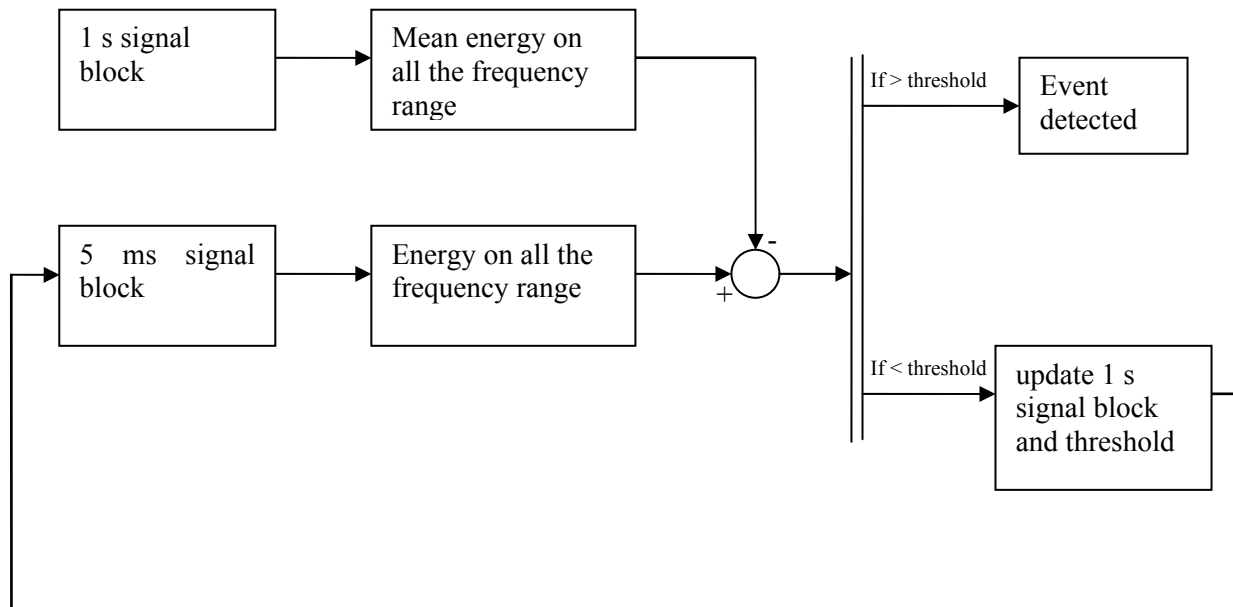 1 s signal
block
Mean energy on
all the frequency
range
If > threshold
Event
detected
-
5 ms signal
block
Energy on all the
frequency range
+
If < threshold
update 1 s
signal block
and threshold